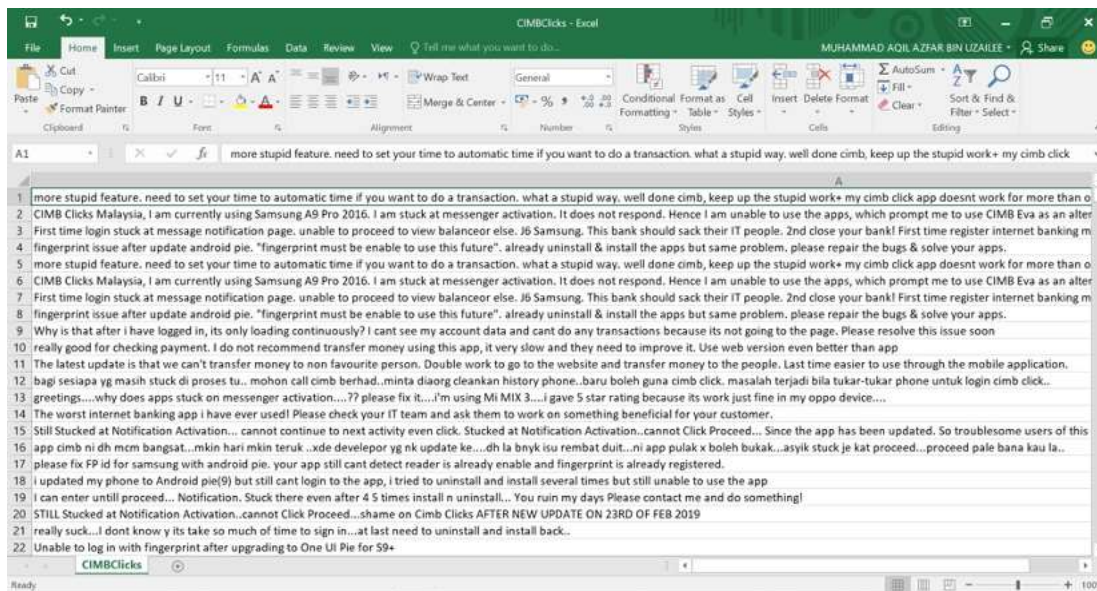 CIMBClicks - Excel
File Home Insert Page Layout Formulas Data Review View Tell me what you want to do... MUHAMMAD AQIL AZFAR BIN UZAILEE Share
Cut
Copy
Format Painter
Paste
Calibri 11
B I U
Wrap Text
Merge & Center
General
Conditional Formatting
Format as Table
Cell Styles
Insert Delete Format
AutoSum
Fill
Clear
Sort & Filter
Find & Select
Clipboard Font Alignment Number Styles Cells Editing
A1 fx more stupid feature. need to set your time to automatic time if you want to do a transaction. what a stupid way. well done cimb, keep up the stupid work+ my cimb click
A
1 more stupid feature. need to set your time to automatic time if you want to do a transaction. what a stupid way. well done cimb, keep up the stupid work+ my cimb click app doesnt work for more than o
2 CIMB Clicks Malaysia, I am currently using Samsung A9 Pro 2016. I am stuck at messenger activation. It does not respond. Hence I am unable to use the apps, which prompt me to use CIMB Eva as an alter
3 First time login stuck at message notification page. unable to proceed to view balanceor else. J6 Samsung. This bank should sack their IT people. 2nd close your bank! First time register internet banking m
4 fingerprint issue after update android pie. "fingerprint must be enable to use this future". already uninstall & install the apps but same problem. please repair the bugs & solve your apps.
5 more stupid feature. need to set your time to automatic time if you want to do a transaction. what a stupid way. well done cimb, keep up the stupid work+ my cimb click app doesnt work for more than o
6 CIMB Clicks Malaysia, I am currently using Samsung A9 Pro 2016. I am stuck at messenger activation. It does not respond. Hence I am unable to use the apps, which prompt me to use CIMB Eva as an alter
7 First time login stuck at message notification page. unable to proceed to view balanceor else. J6 Samsung. This bank should sack their IT people. 2nd close your bank! First time register internet banking m
8 fingerprint issue after update android pie. "fingerprint must be enable to use this future". already uninstall & install the apps but same problem. please repair the bugs & solve your apps.
9 Why is that after i have logged in, its only loading continuously? I cant see my account data and cant do any transactions because its not going to the page. Please resolve this issue soon
10 really good for checking payment. I do not recommend transfer money using this app, it very slow and they need to improve it. Use web version even better than app
11 The latest update is that we can't transfer money to non favourite person. Double work to go to the website and transfer money to the people. Last time easier to use through the mobile application.
12 bagi sesiapa yg masih stuck di proses tu.. mohon call cimb berhad..minta diaorg cleankan history phone..baru boleh guna cimb click. masalah terjadi bila tukar-tukar phone untuk login cimb click..
13 greetings....why does apps stuck on messenger activation....?? please fix it....i'm using Mi MIX 3....i gave 5 star rating because its work just fine in my oppo device....
14 The worst internet banking app i have ever used! Please check your IT team and ask them to work on something beneficial for your customer.
15 Still Stucked at Notification Activation... cannot continue to next activity even click. Stucked at Notification Activation..cannot Click Proceed... Since the app has been updated. So troublesome users of this
16 app cimb ni dh mcm bangsat...mkin hari mkin teruk ..xde develepor yg nk update ke....dh la bnyk isu rembat duit...ni app pulak x boleh bukak...asyik stuck je kat proceed...proceed pale bana kau la..
17 please fix FP id for samsung with android pie. your app still cant detect reader is already enable and fingerprint is already registered.
18 i updated my phone to Android pie(9) but still cant login to the app, i tried to uninstall and install several times but still unable to use the app
19 I can enter untill proceed... Notification. Stuck there even after 4 5 times install n uninstall... You ruin my days Please contact me and do something!
20 STILL Stucked at Notification Activation..cannot Click Proceed...shame on Cimb Clicks AFTER NEW UPDATE ON 23RD OF FEB 2019
21 really suck...I dont know y its take so much of time to sign in...at last need to uninstall and install back..
22 Unable to log in with fingerprint after upgrading to One UI Pie for S9+
CIMBClicks
Ready 100